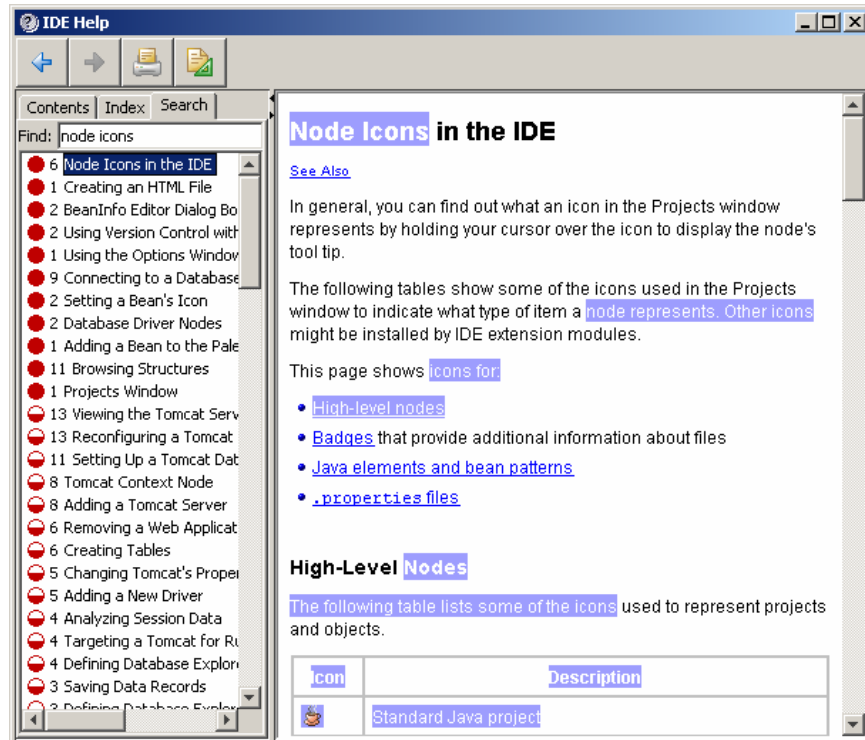 IDE Help
Contents Index Search
Find: node icons
6 Node Icons in the IDE
1 Creating an HTML File
2 BeanInfo Editor Dialog Bo
2 Using Version Control with
1 Using the Options Window
9 Connecting to a Database
2 Setting a Bean's Icon
2 Database Driver Nodes
1 Adding a Bean to the Pale
11 Browsing Structures
1 Projects Window
13 Viewing the Tomcat Serv
13 Reconfiguring a Tomcat
11 Setting Up a Tomcat Dat
8 Tomcat Context Node
8 Adding a Tomcat Server
6 Removing a Web Applicat
6 Creating Tables
5 Changing Tomcat's Proper
5 Adding a New Driver
4 Analyzing Session Data
4 Targeting a Tomcat for Ru
4 Defining Database Explore
3 Saving Data Records
2 Defining Database Explor
Node Icons in the IDE
See Also
In general, you can find out what an icon in the Projects window
represents by holding your cursor over the icon to display the node's
tool tip.
The following tables show some of the icons used in the Projects
window to indicate what type of item a node represents. Other icons
might be installed by IDE extension modules.
This page shows icons for:
High-level nodes
Badges that provide additional information about files
Java elements and bean patterns
.properties files
High-Level Nodes
The following table lists some of the icons used to represent projects
and objects.
Icon Description
Standard Java project